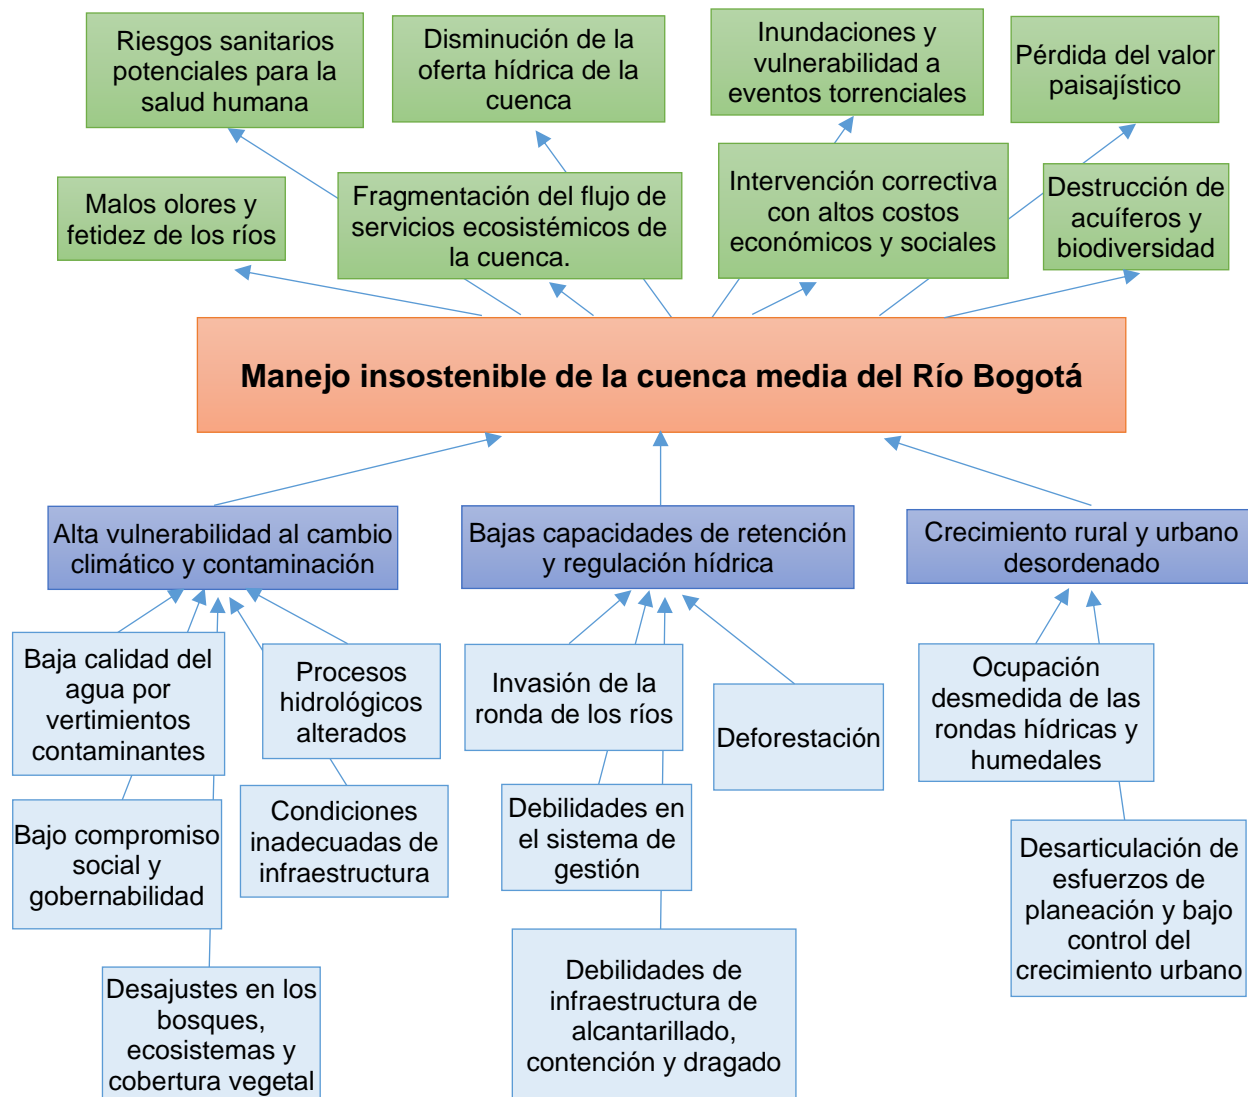 Riesgos sanitarios
potenciales para la
salud humana
Disminución de la
oferta hídrica de la
cuenca
Inundaciones y
vulnerabilidad a
eventos torrenciales
Pérdida del valor
paisajístico
Malos olores y
fetidez de los ríos
Fragmentación del flujo de
servicios ecosistémicos de
la cuenca.
Intervención correctiva
con altos costos
económicos y sociales
Destrucción de
acuíferos y
biodiversidad
Manejo insostenible de la cuenca media del Río Bogotá
Alta vulnerabilidad al cambio
climático y contaminación
Bajas capacidades de retención
y regulación hídrica
Crecimiento rural y urbano
desordenado
Baja calidad del
agua por
vertimientos
contaminantes
Procesos
hidrológicos
alterados
Invasión de la
ronda de los ríos
Deforestación
Ocupación
desmedida de las
rondas hídricas y
humedales
Bajo compromiso
social y
gobernabilidad
Condiciones
inadecuadas de
infraestructura
Debilidades en
el sistema de
gestión
Desarticulación de
esfuerzos de
planeación y bajo
control del
crecimiento urbano
Desajustes en los
bosques,
ecosistemas y
cobertura vegetal
Debilidades de
infraestructura de
alcantarillado,
contención y dragado